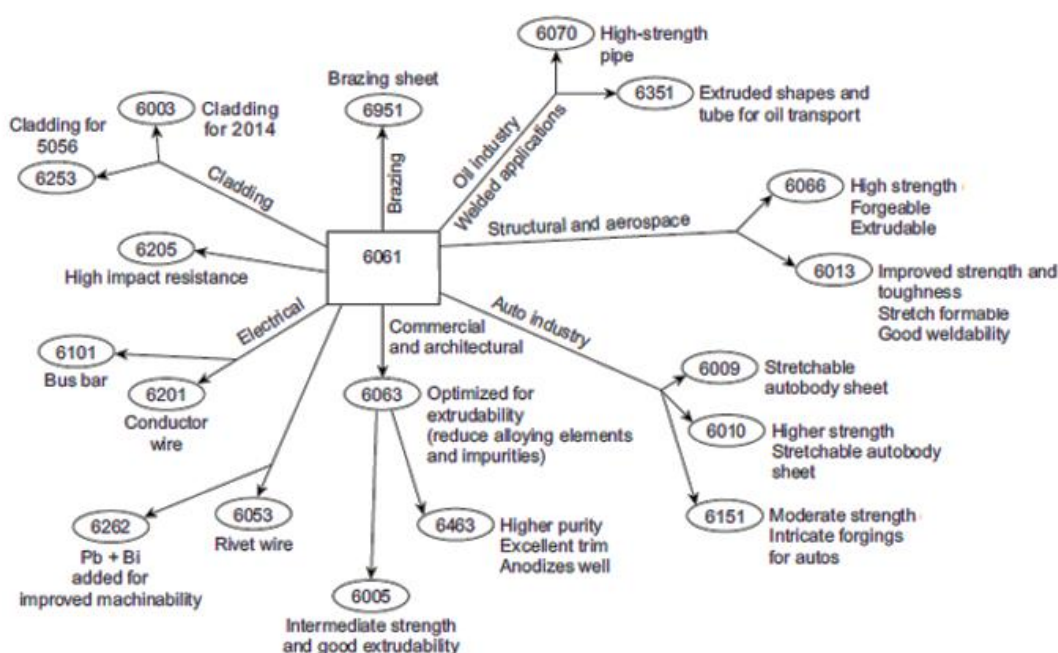 6070
High-strength
pipe
6351
Extruded shapes and
tube for oil transport
Oil industry
Welded applications
Brazing sheet
6951
Brazing
6003
Cladding
for 2014
Cladding for
5056
6253
Cladding
6205
High impact resistance
6061
Structural and aerospace
6066
High strength
Forgeable
Extrudable
6013
Improved strength and
toughness
Stretch formable
Good weldability
Auto industry
6009
Stretchable
autobody sheet
6010
Higher strength
Stretchable autobody
sheet
6151
Moderate strength
Intricate forgings
for autos
Electrical
6101
Bus bar
6201
Conductor
wire
Commercial
and architectural
6063
Optimized for
extrudability
(reduce alloying elements
and impurities)
6463
Higher purity
Excellent trim
Anodizes well
6005
Intermediate strength
and good extrudability
6053
Rivet wire
6262
Pb + Bi
added for
improved machinability